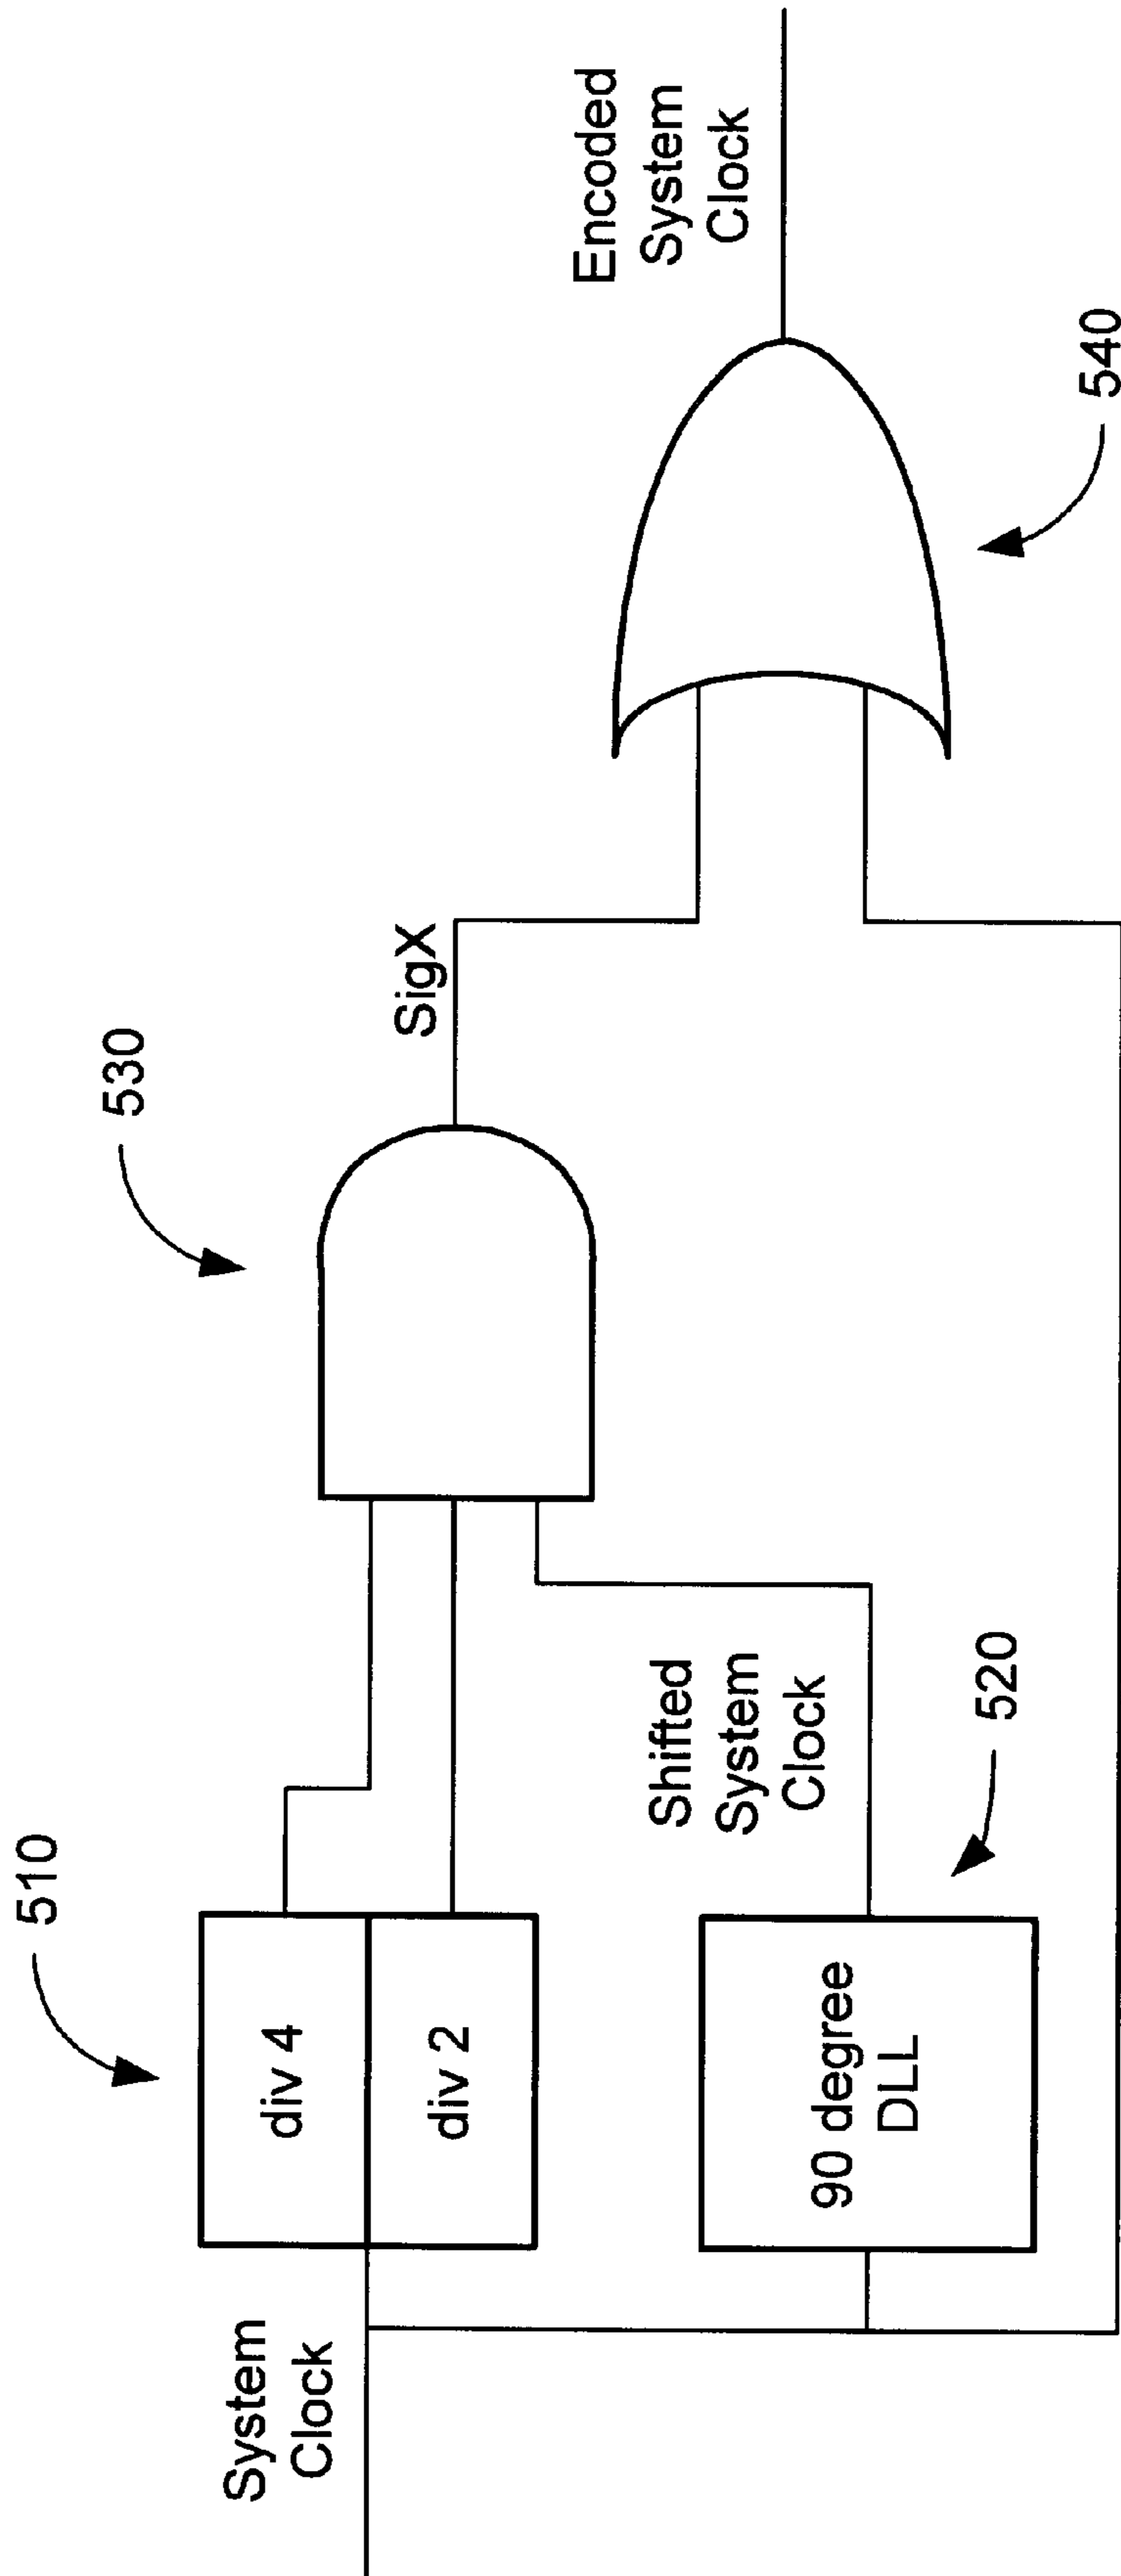 System
Clock
510
div 4
div 2
90 degree
DLL
520
Shifted
System
Clock
530
SigX
540
Encoded
System
Clock